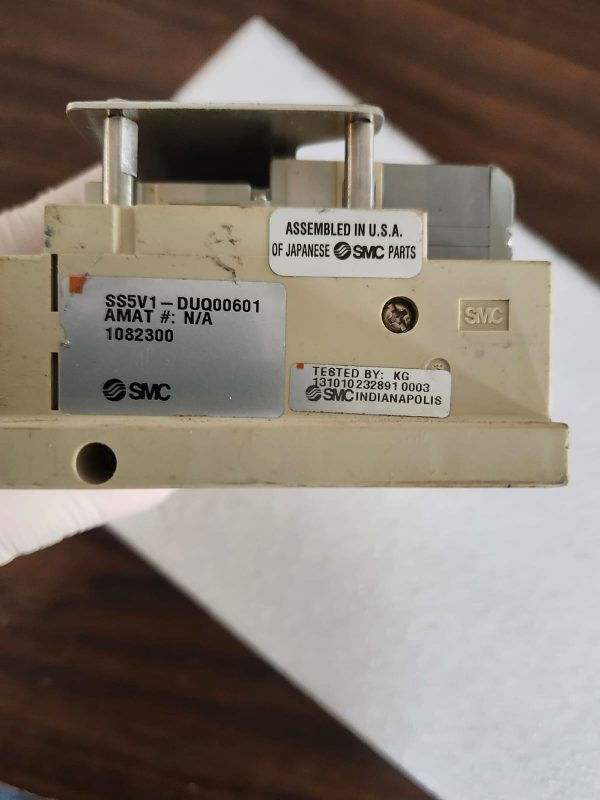 ASSEMBLED IN U.S.A.
OF JAPANESE SMC PARTS
SS5V1-DUQ00601
AMAT #: N/A
1082300
SMC
SMC
TESTED BY: KG
131010232891 0003
SMC INDIANAPOLIS